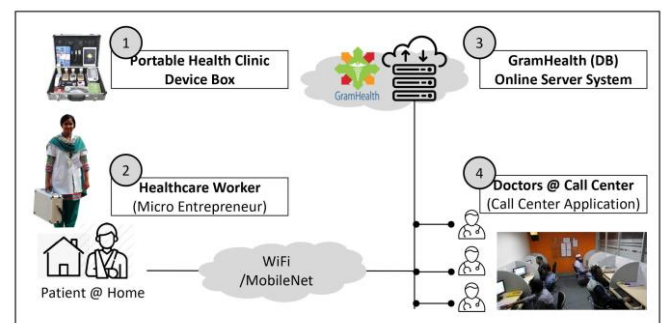 1
Portable Health Clinic
Device Box
GramHealth
3
GramHealth (DB)
Online Server System
2
Healthcare Worker
(Micro Entrepreneur)
4
Doctors @ Call Center
(Call Center Application)
Patient @ Home
WiFi
/MobileNet